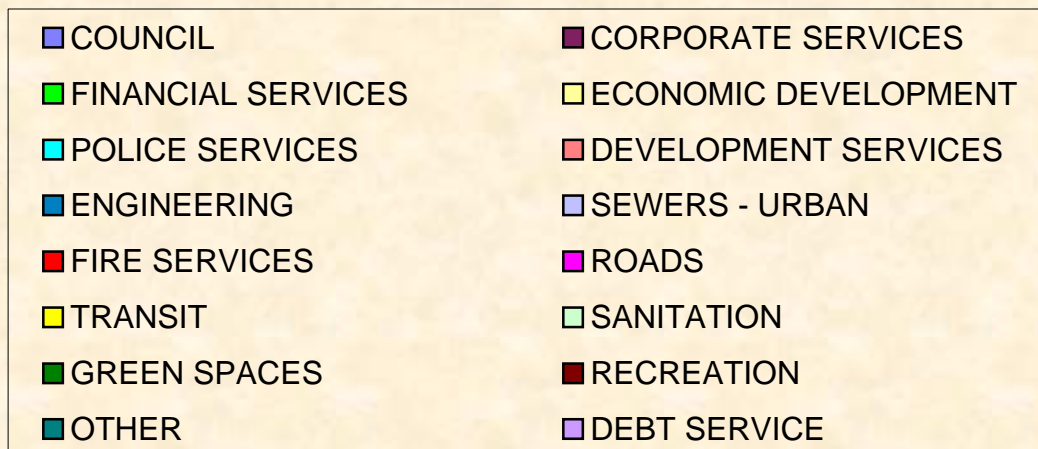 COUNCIL CORPORATE SERVICES
FINANCIAL SERVICES ECONOMIC DEVELOPMENT
POLICE SERVICES DEVELOPMENT SERVICES
ENGINEERING SEWERS - URBAN
FIRE SERVICES ROADS
TRANSIT SANITATION
GREEN SPACES RECREATION
OTHER DEBT SERVICE